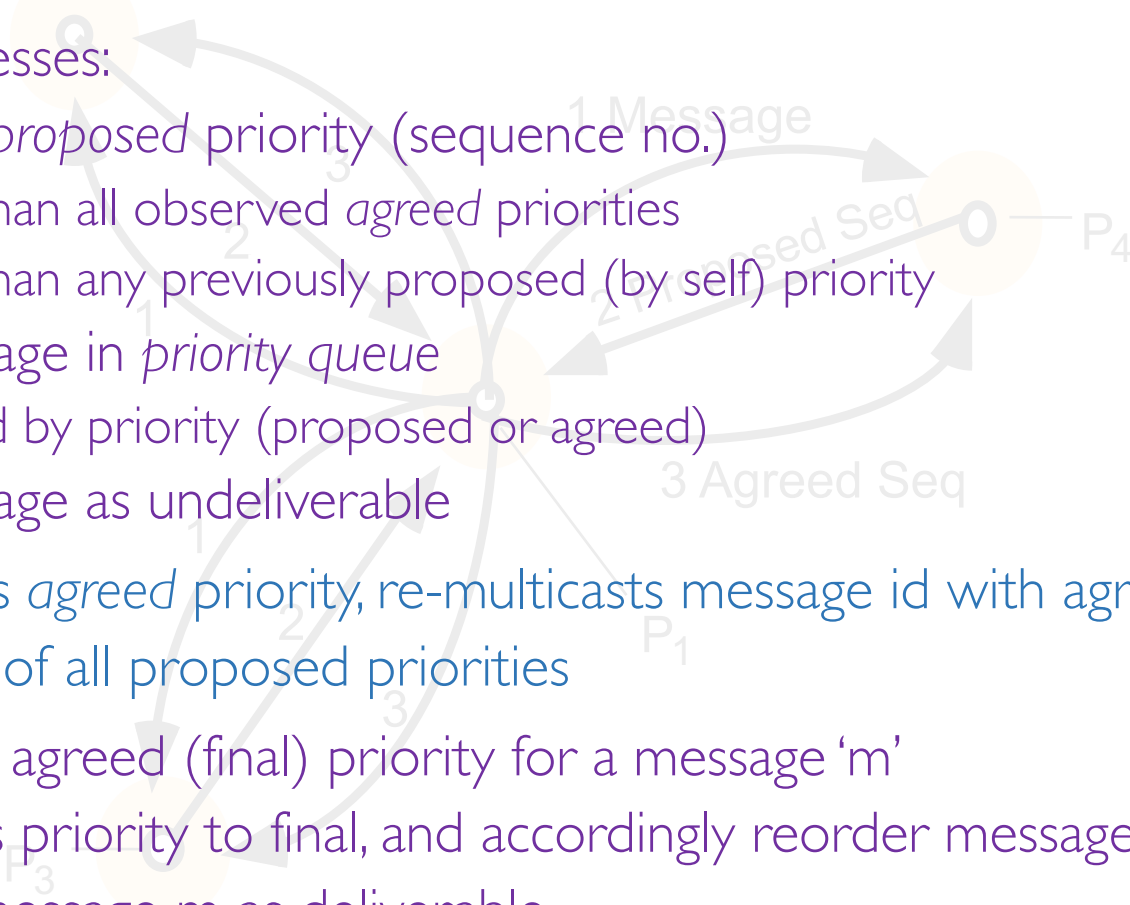 esses:
proposed priority (sequence no.)
1 Message
3
han all observed agreed priorities
2
P4
han any previously proposed (by self) priority
2 Proposed Seq
1
age in priority queue
d by priority (proposed or agreed)
3 Agreed Seq
age as undeliverable
1
s agreed priority, re-multicasts message id with agr
2
P1
of all proposed priorities
3
agreed (final) priority for a message ‘m’
s priority to final, and accordingly reorder message
P3
message m as deliverable